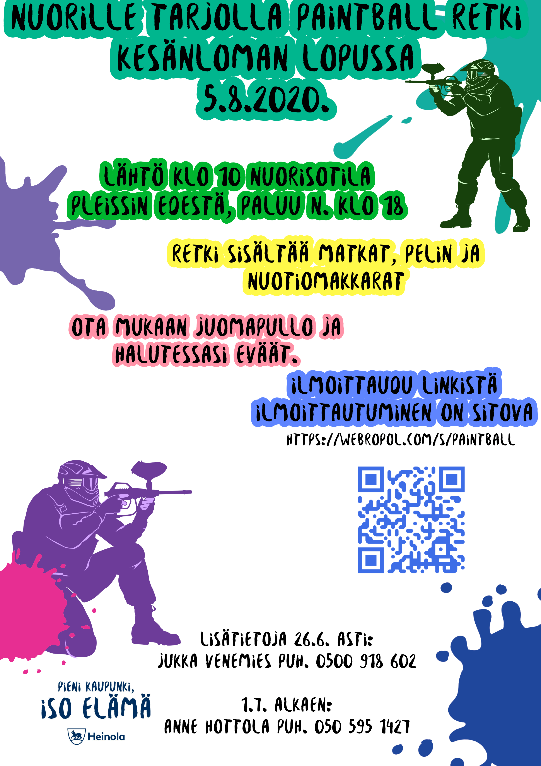 NUORILLE TARJOLLA PAINTBALL RETKI
KESÄNLOMAN LOPUSSA
5.8.2020.
LÄHTÖ KLO 10 NUORISOTILA
PLEISSIN EDESTÄ, PALUU N. KLO 18
RETKI SISÄLTÄÄ MATKAT, PELIN JA
NUOTIOMAKKARAT
OTA MUKAAN JUOMAPULLO JA
HALUTESSASI EVÄÄT.
ILMOITTAUDU LINKISTÄ
ILMOITTAUTUMINEN ON SITOVA
HTTPS://WEBROPOL.COM/S/PAINTBALL
LISÄTIETOJA 26.6. ASTI:
JUKKA VENEMIES PUH. 0500 918 602
PIENI KAUPUNKI,
ISO ELÄMÄ
Heinola
1.7. ALKAEN:
ANNE HOTTOLA PUH. 050 595 1427